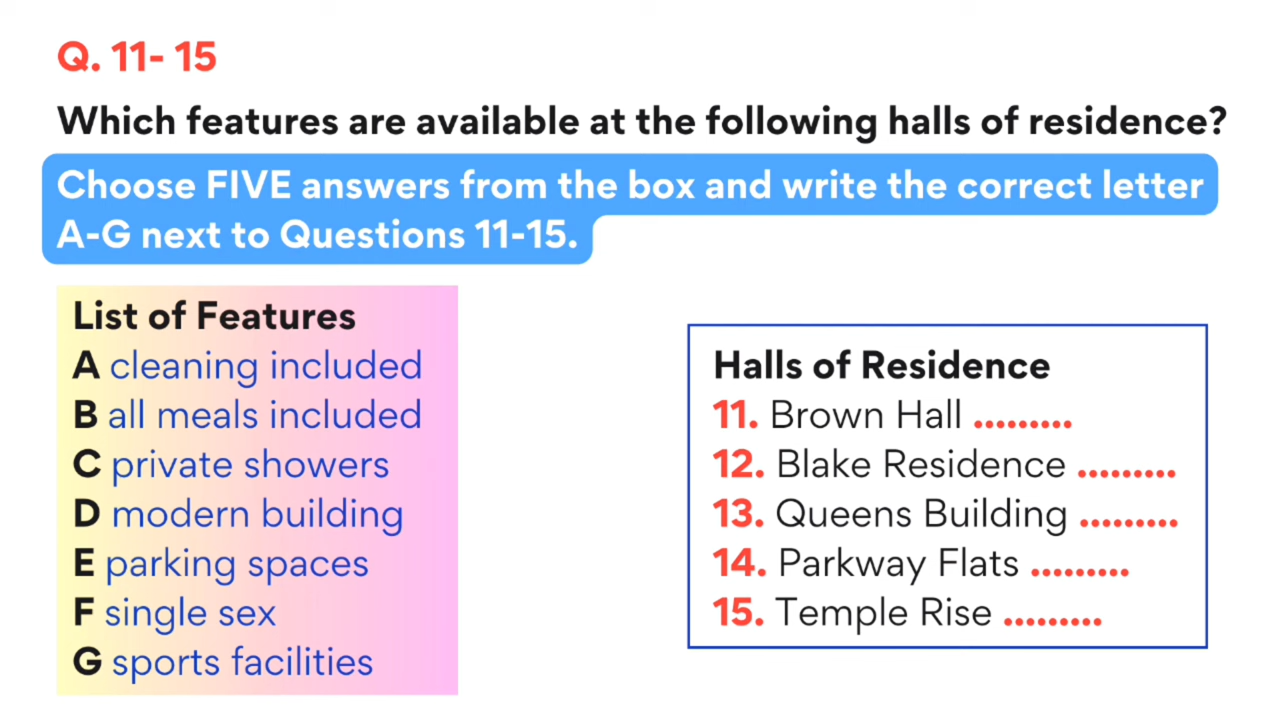 Q. 11- 15
Which features are available at the following halls of residence?
Choose FIVE answers from the box and write the correct letter
A-G next to Questions 11-15.
List of Features
A cleaning included
B all meals included
C private showers
D modern building
E parking spaces
F single sex
G sports facilities
Halls of Residence
11. Brown Hall .........
12. Blake Residence .........
13. Queens Building .........
14. Parkway Flats .........
15. Temple Rise .........